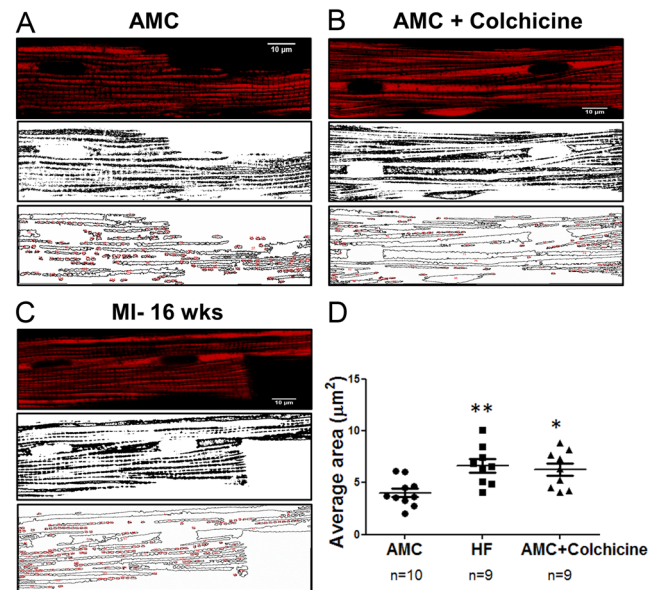 A
AMC
10 µm
B
AMC + Colchicine
10 µm
C
MI- 16 wks
10 µm
D
Average area (µm²)
15
10
5
0
**
*
AMC
HF
AMC+Colchicine
n=10
n=9
n=9